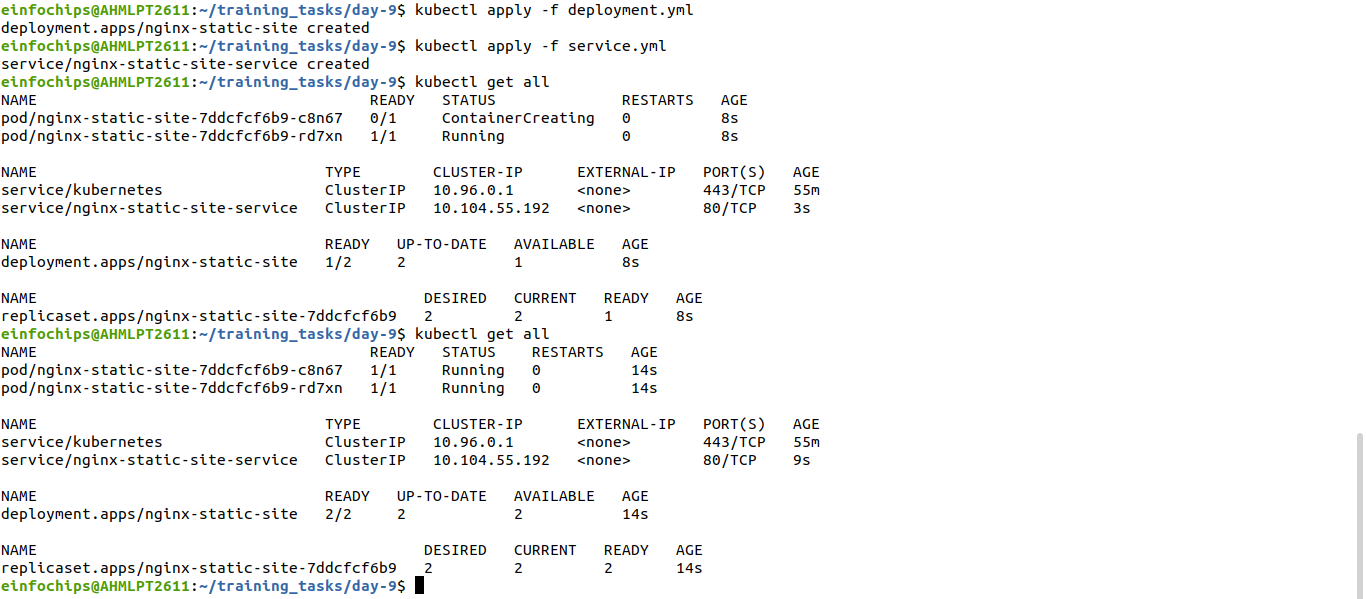 einfochips@AHMLPT2611:~/training_tasks/day-9$ kubectl apply -f deployment.yml
deployment.apps/nginx-static-site created
einfochips@AHMLPT2611:~/training_tasks/day-9$ kubectl apply -f service.yml
service/nginx-static-site-service created
einfochips@AHMLPT2611:~/training_tasks/day-9$ kubectl get all
NAME                                     READY   STATUS              RESTARTS   AGE
pod/nginx-static-site-7ddcfcf6b9-c8n67   0/1     ContainerCreating   0          8s
pod/nginx-static-site-7ddcfcf6b9-rd7xn   1/1     Running             0          8s

NAME                                TYPE        CLUSTER-IP      EXTERNAL-IP   PORT(S)   AGE
service/kubernetes                  ClusterIP   10.96.0.1       <none>        443/TCP   55m
service/nginx-static-site-service   ClusterIP   10.104.55.192   <none>        80/TCP    3s

NAME                                READY   UP-TO-DATE   AVAILABLE   AGE
deployment.apps/nginx-static-site   1/2     2            1           8s

NAME                                           DESIRED   CURRENT   READY   AGE
replicaset.apps/nginx-static-site-7ddcfcf6b9   2         2         1       8s
einfochips@AHMLPT2611:~/training_tasks/day-9$ kubectl get all
NAME                                     READY   STATUS    RESTARTS   AGE
pod/nginx-static-site-7ddcfcf6b9-c8n67   1/1     Running   0          14s
pod/nginx-static-site-7ddcfcf6b9-rd7xn   1/1     Running   0          14s

NAME                                TYPE        CLUSTER-IP      EXTERNAL-IP   PORT(S)   AGE
service/kubernetes                  ClusterIP   10.96.0.1       <none>        443/TCP   55m
service/nginx-static-site-service   ClusterIP   10.104.55.192   <none>        80/TCP    9s

NAME                                READY   UP-TO-DATE   AVAILABLE   AGE
deployment.apps/nginx-static-site   2/2     2            2           14s

NAME                                           DESIRED   CURRENT   READY   AGE
replicaset.apps/nginx-static-site-7ddcfcf6b9   2         2         2       14s
einfochips@AHMLPT2611:~/training_tasks/day-9$